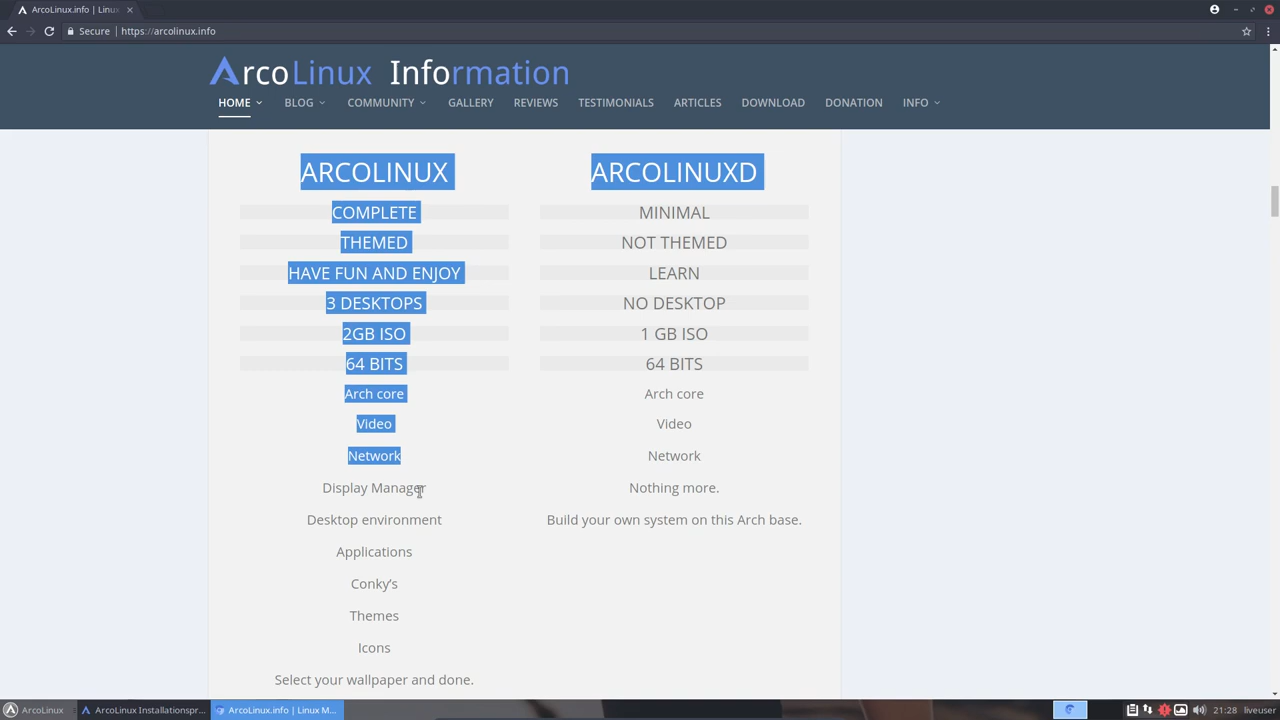 ArcoLinux.info | Linu
Secure | https://arcolinux.info
ArcoLinux Information
HOME BLOG COMMUNITY GALLERY REVIEWS TESTIMONIALS ARTICLES DOWNLOAD DONATION INFO
ARCOLINUX ARCOLINUXD
COMPLETE MINIMAL
THEMED NOT THEMED
HAVE FUN AND ENJOY LEARN
3 DESKTOPS NO DESKTOP
2GB ISO 1 GB ISO
64 BITS 64 BITS
Arch core Arch core
Video Video
Network Network
Display Manager Nothing more.
Desktop environment Build your own system on this Arch base.
Applications
Conky’s
Themes
Icons
Select your wallpaper and done.
ArcoLinux ArcoLinux Installationspr... ArcoLinux.info | Linux M... 21:28 liveuser